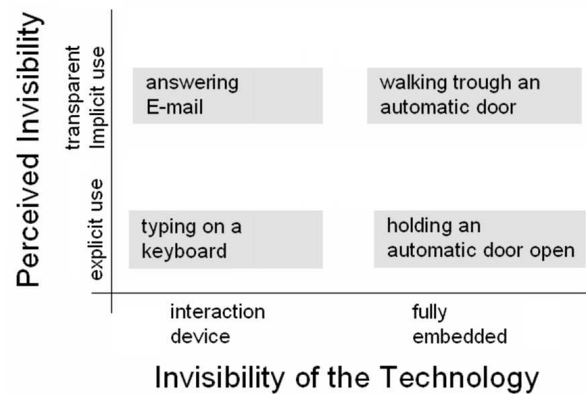 Perceived Invisibility
transparent
Implicit use
explicit use
answering
E-mail
walking trough an
automatic door
typing on a
keyboard
holding an
automatic door open
interaction
device
fully
embedded
Invisibility of the Technology